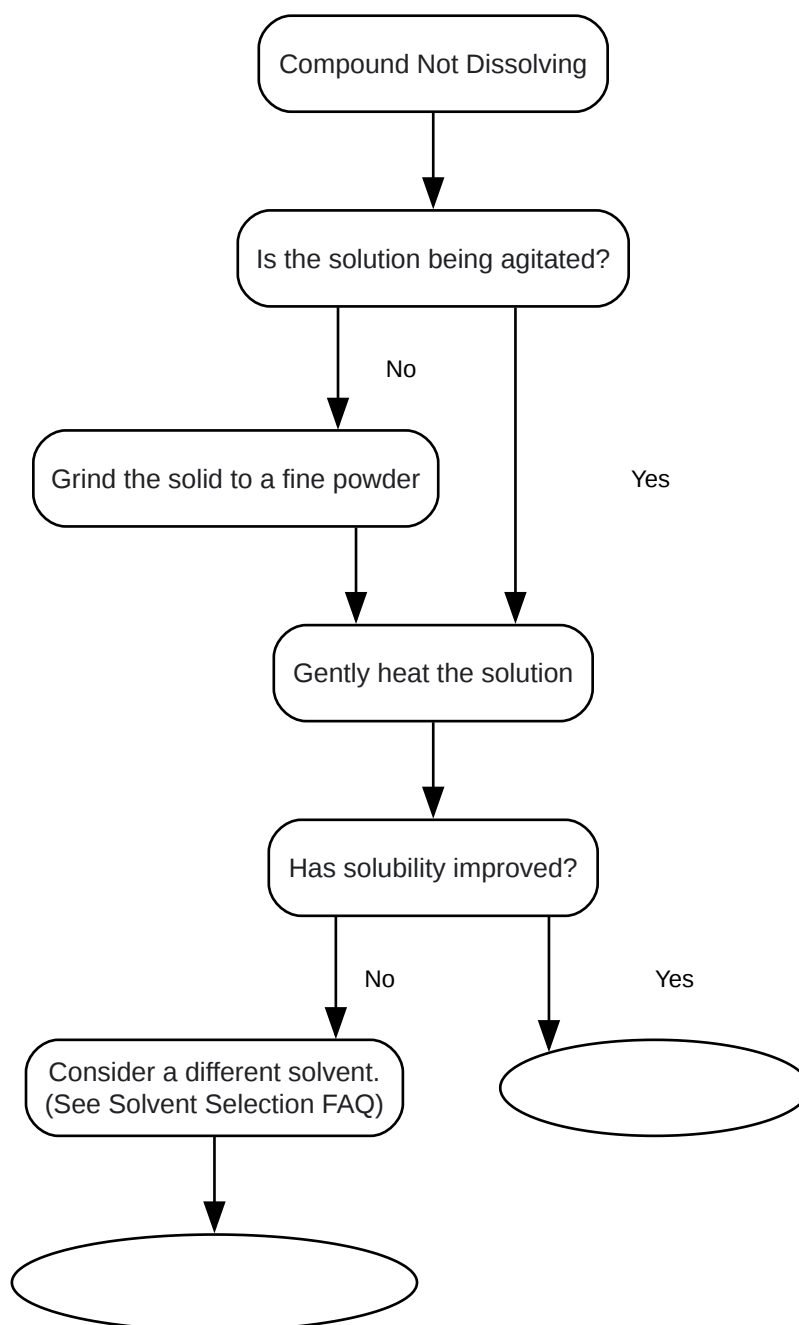 Compound Not Dissolving
Is the solution being agitated?
No
Grind the solid to a fine powder
Yes
Gently heat the solution
Has solubility improved?
No
Yes
Consider a different solvent.
(See Solvent Selection FAQ)